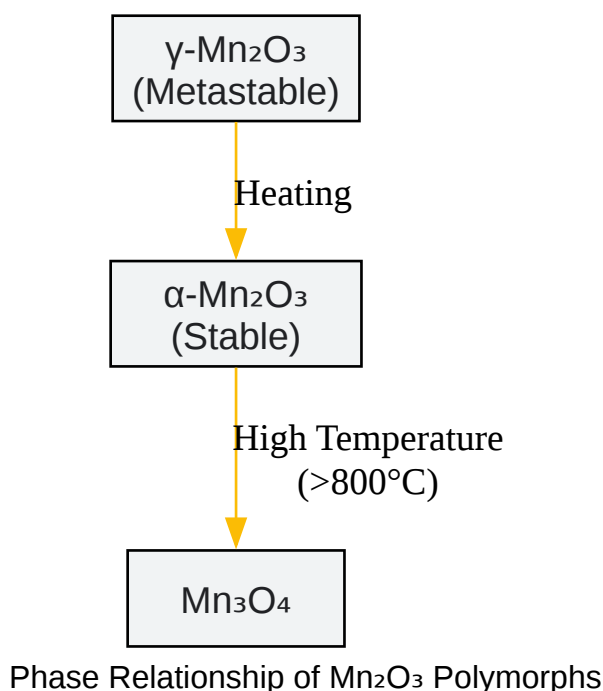 γ-Mn₂O₃
(Metastable)
Heating
α-Mn₂O₃
(Stable)
High Temperature
(>800°C)
Mn₃O₄
Phase Relationship of Mn₂O₃ Polymorphs